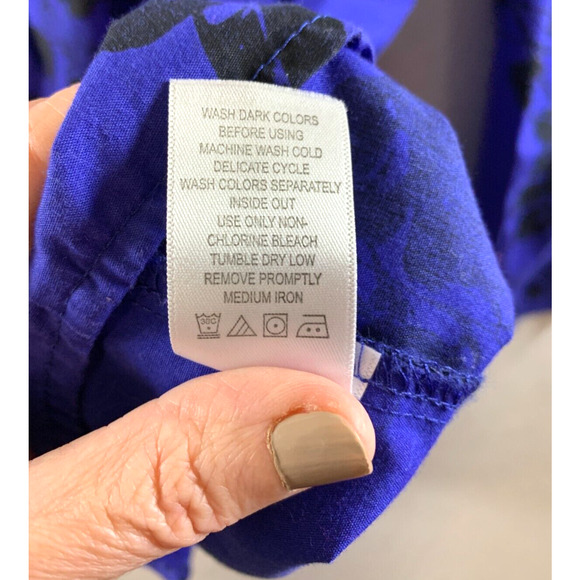 WASH DARK COLORS
BEFORE USING
MACHINE WASH COLD
DELICATE CYCLE
WASH COLORS SEPARATELY
INSIDE OUT
USE ONLY NON-
CHLORINE BLEACH
TUMBLE DRY LOW
REMOVE PROMPTLY
MEDIUM IRON
30C